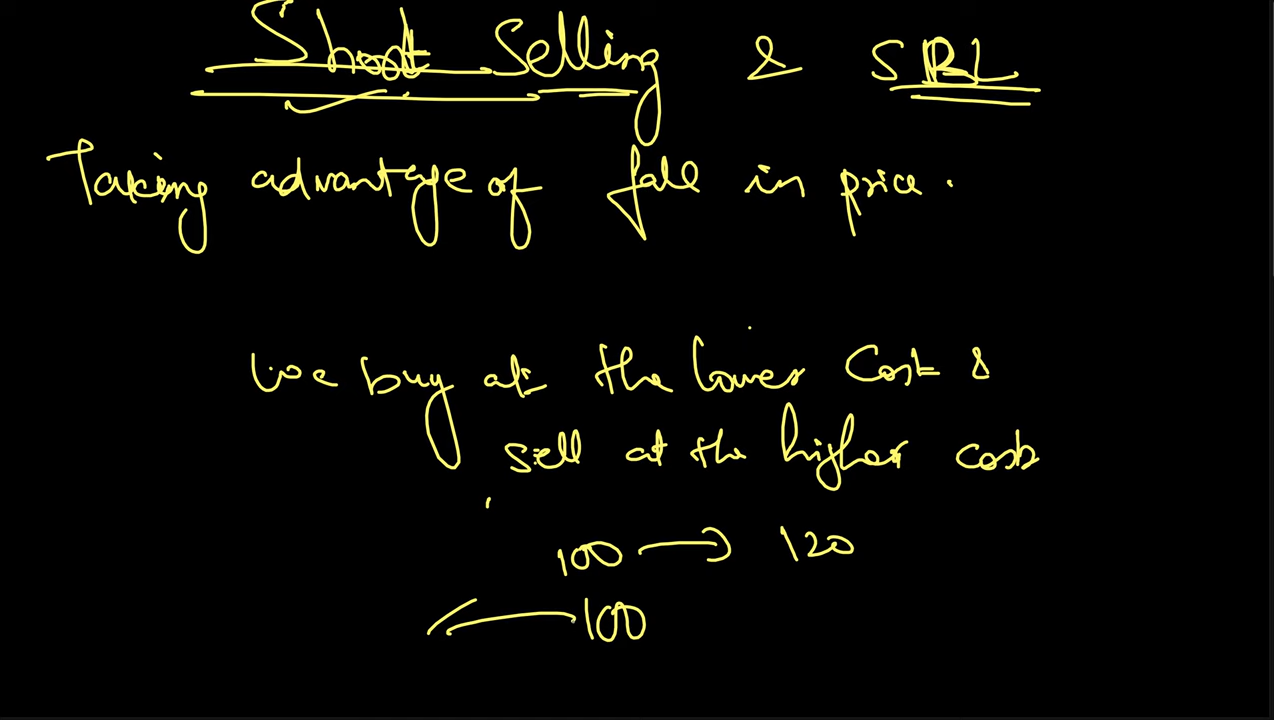 Short Selling & SBL
Taking advantage of fall in price.
we buy at the lower cost &
sell at the higher cost
100 → 120
← 100